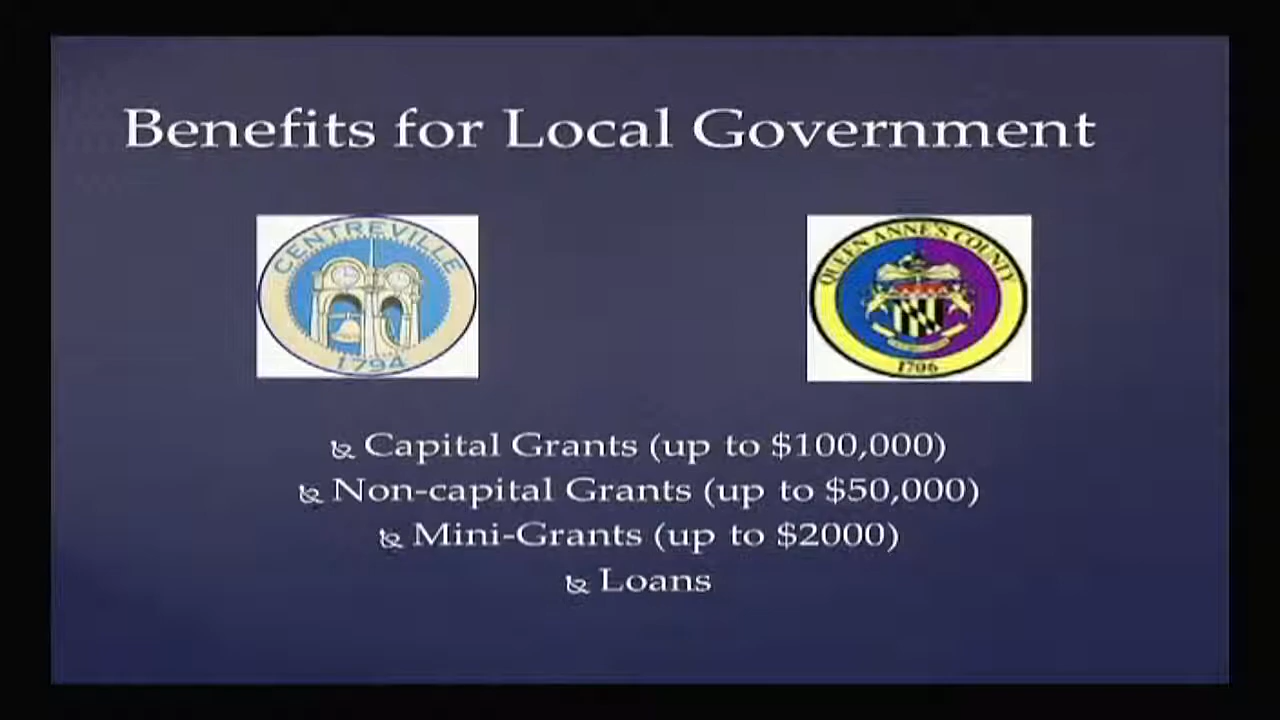 Benefits for Local Government
CENTREVILLE
1794
QUEEN ANNE'S COUNTY
1706
Capital Grants (up to $100,000)
Non-capital Grants (up to $50,000)
Mini-Grants (up to $2000)
Loans